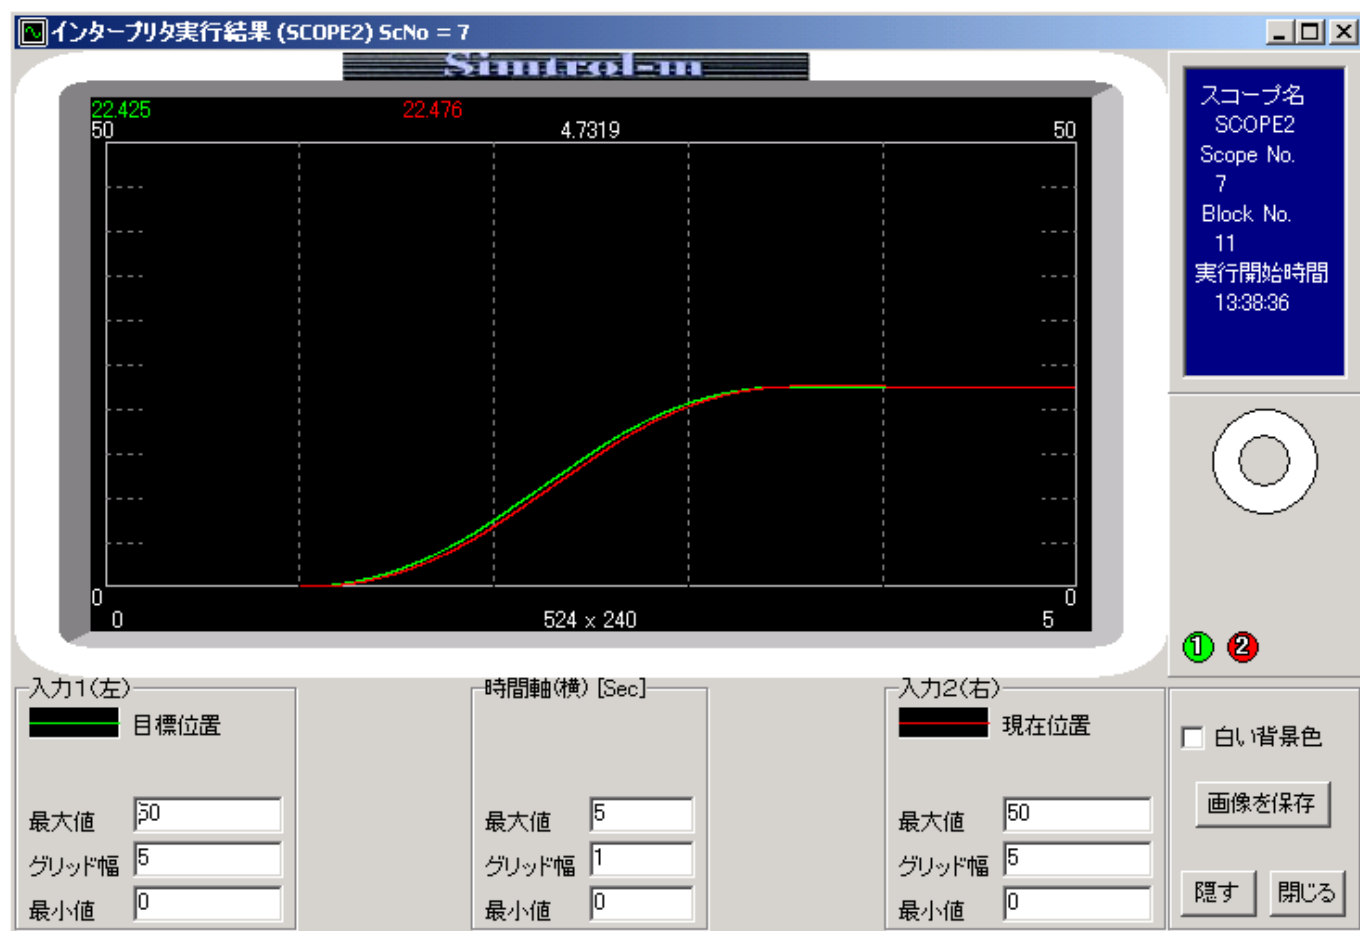 インタープリタ実行結果 (SCOPE2) ScNo = 7
Simtrol-m
22.425
22.476
50
4.7319
50
0
0
0
524 x 240
5
スコープ名
SCOPE2
Scope No.
7
Block No.
11
実行開始時間
13:38:36
1 2
入力1(左)
目標位置
最大値 50
グリッド幅 5
最小値 0
時間軸(横) [Sec]
最大値 5
グリッド幅 1
最小値 0
入力2(右)
現在位置
最大値 50
グリッド幅 5
最小値 0
白い背景色
画像を保存
隠す 閉じる